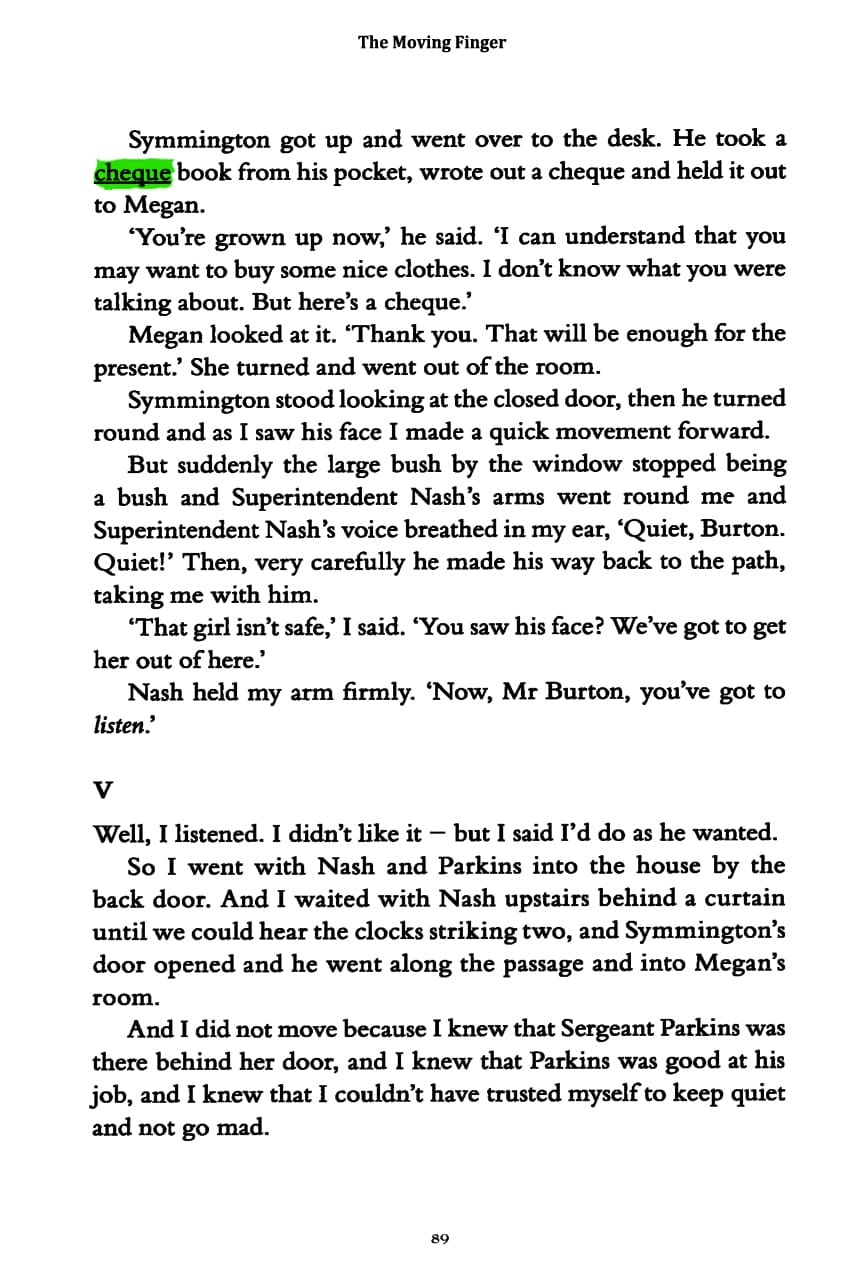 The Moving Finger
Symmington got up and went over to the desk. He took a
cheque book from his pocket, wrote out a cheque and held it out
to Megan.
‘You’re grown up now,’ he said. ‘I can understand that you
may want to buy some nice clothes. I don’t know what you were
talking about. But here’s a cheque.’
Megan looked at it. ‘Thank you. That will be enough for the
present.’ She turned and went out of the room.
Symmington stood looking at the closed door, then he turned
round and as I saw his face I made a quick movement forward.
But suddenly the large bush by the window stopped being
a bush and Superintendent Nash’s arms went round me and
Superintendent Nash’s voice breathed in my ear, ‘Quiet, Burton.
Quiet!’ Then, very carefully he made his way back to the path,
taking me with him.
‘That girl isn’t safe,’ I said. ‘You saw his face? We’ve got to get
her out of here.’
Nash held my arm firmly. ‘Now, Mr Burton, you’ve got to
listen.’
V
Well, I listened. I didn’t like it – but I said I’d do as he wanted.
So I went with Nash and Parkins into the house by the
back door. And I waited with Nash upstairs behind a curtain
until we could hear the clocks striking two, and Symmington’s
door opened and he went along the passage and into Megan’s
room.
And I did not move because I knew that Sergeant Parkins was
there behind her door, and I knew that Parkins was good at his
job, and I knew that I couldn’t have trusted myself to keep quiet
and not go mad.
89